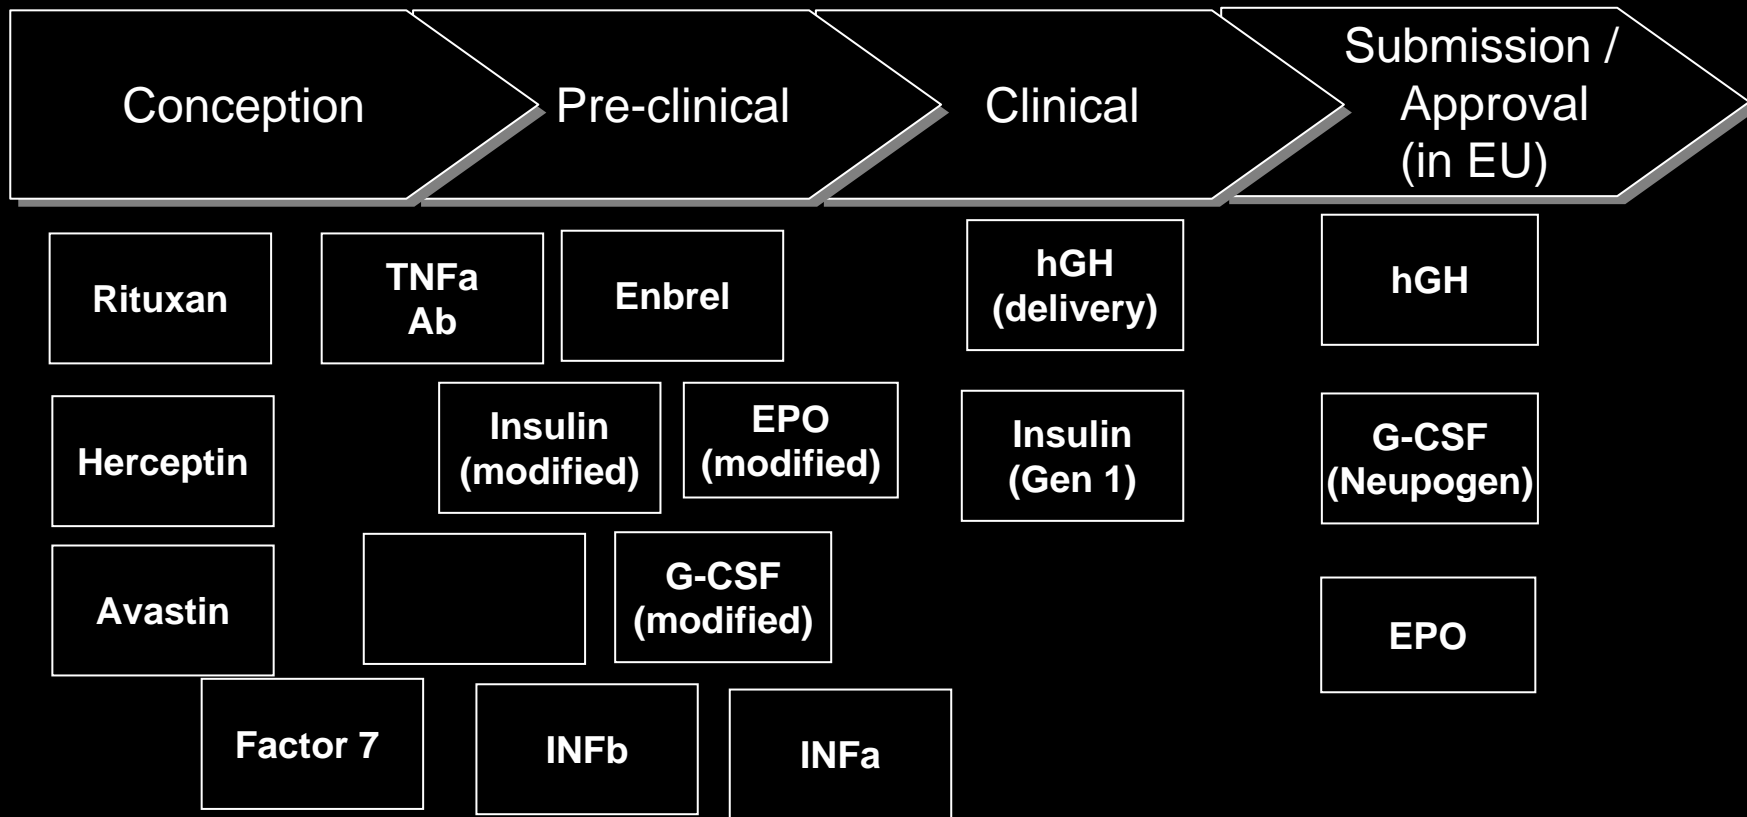 Conception
Pre-clinical
Clinical
Submission /
Approval
(in EU)
Rituxan
TNFa
Ab
Enbrel
hGH
(delivery)
hGH
Herceptin
Insulin
(modified)
EPO
(modified)
Insulin
(Gen 1)
G-CSF
(Neupogen)
Avastin
G-CSF
(modified)
EPO
Factor 7
INFb
INFa